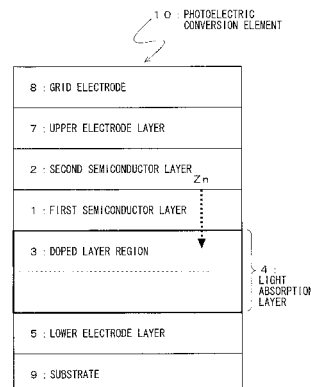 10 : PHOTOELECTRIC
CONVERSION ELEMENT
8 : GRID ELECTRODE
7 : UPPER ELECTRODE LAYER
2 : SECOND SEMICONDUCTOR LAYER
Zn
1 : FIRST SEMICONDUCTOR LAYER
3 : DOPED LAYER REGION
4 :
LIGHT
ABSORPTION
LAYER
5 : LOWER ELECTRODE LAYER
9 : SUBSTRATE